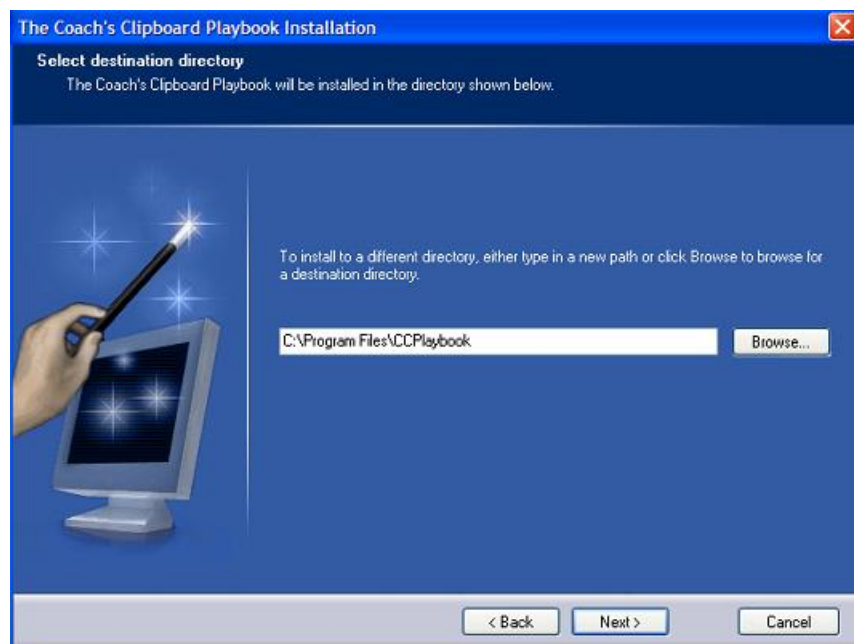 The Coach's Clipboard Playbook Installation
Select destination directory
The Coach's Clipboard Playbook will be installed in the directory shown below.
To install to a different directory, either type in a new path or click Browse to browse for
a destination directory.
C:\Program Files\CCPlaybook
Browse...
< Back
Next >
Cancel